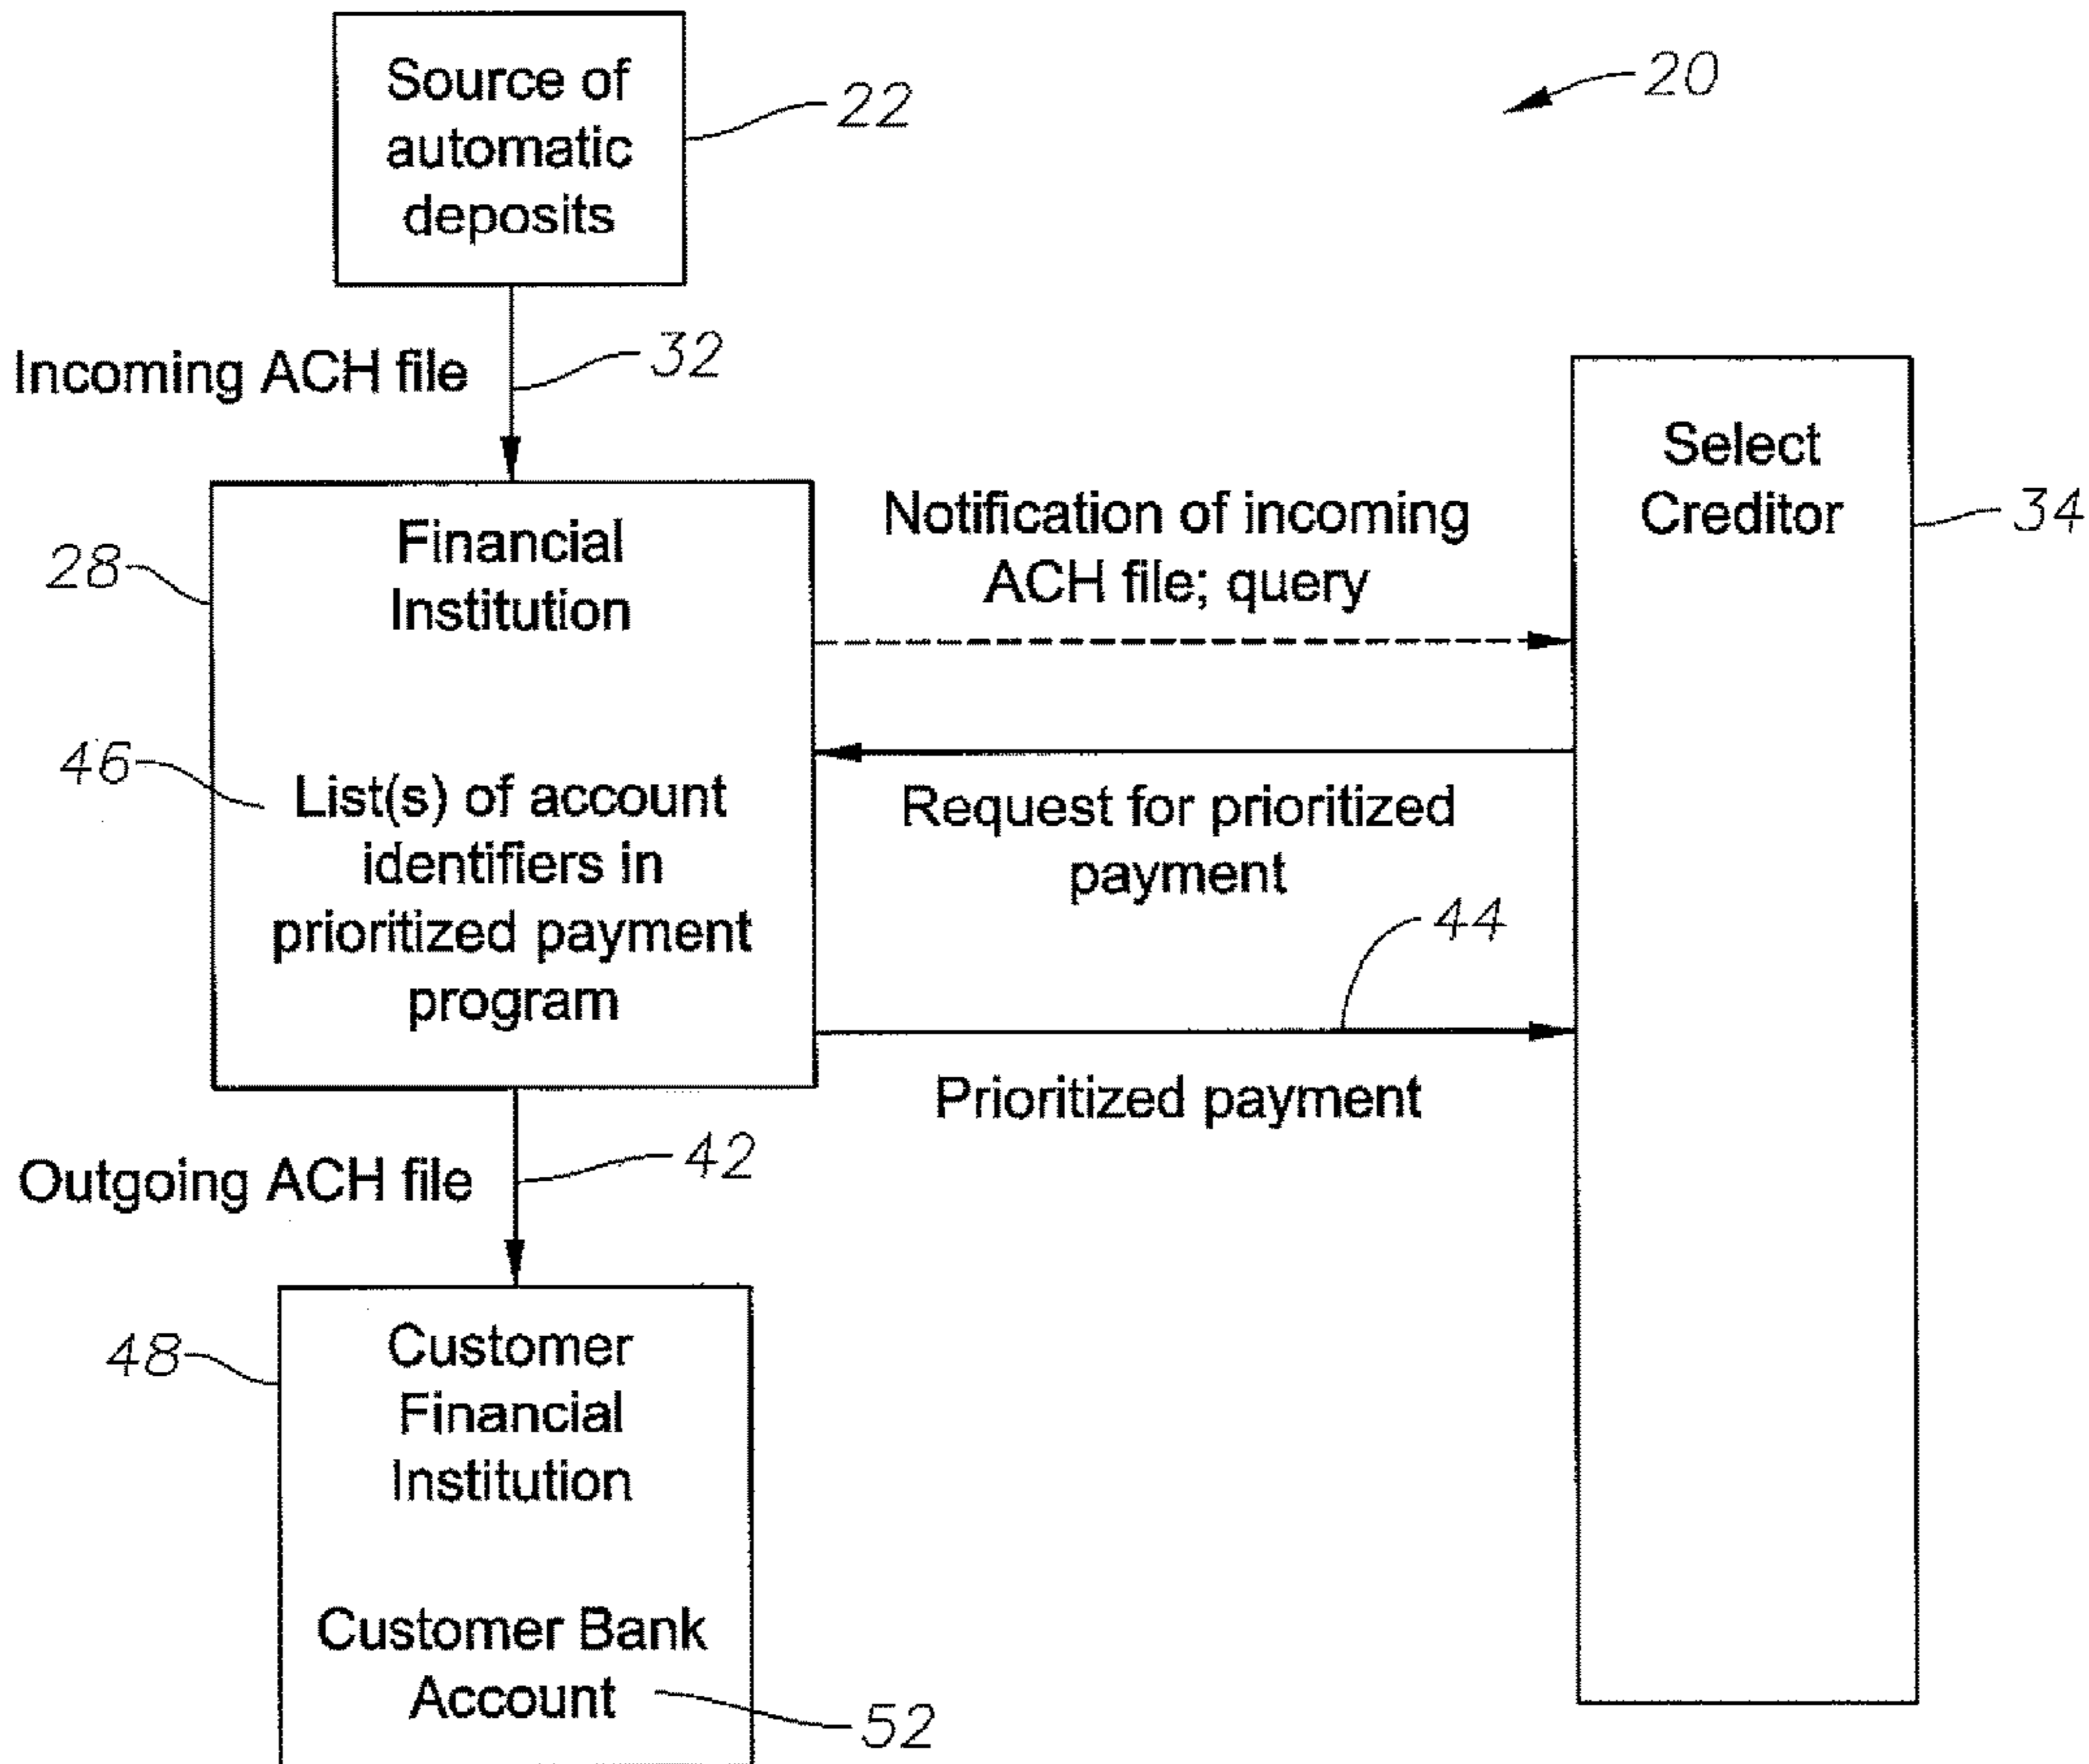 Source of
automatic
deposits
22
20
Incoming ACH file
32
Select
Creditor
34
28
Financial
Institution
Notification of incoming
ACH file; query
46
List(s) of account
identifiers in
prioritized payment
program
Request for prioritized
payment
44
Prioritized payment
Outgoing ACH file
42
48
Customer
Financial
Institution
Customer Bank
Account
52